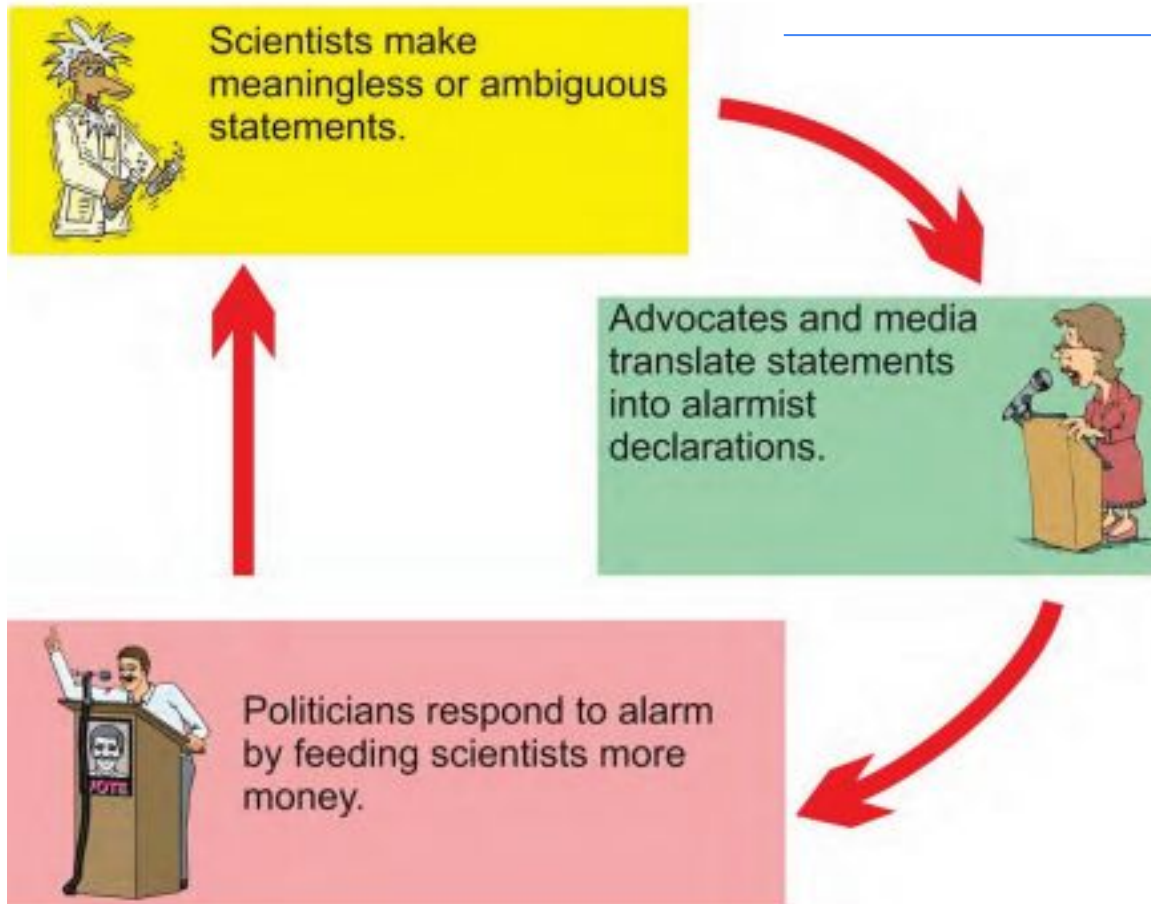 Scientists make
meaningless or ambiguous
statements.
Advocates and media
translate statements
into alarmist
declarations.
Politicians respond to alarm
by feeding scientists more
money.
VOTE